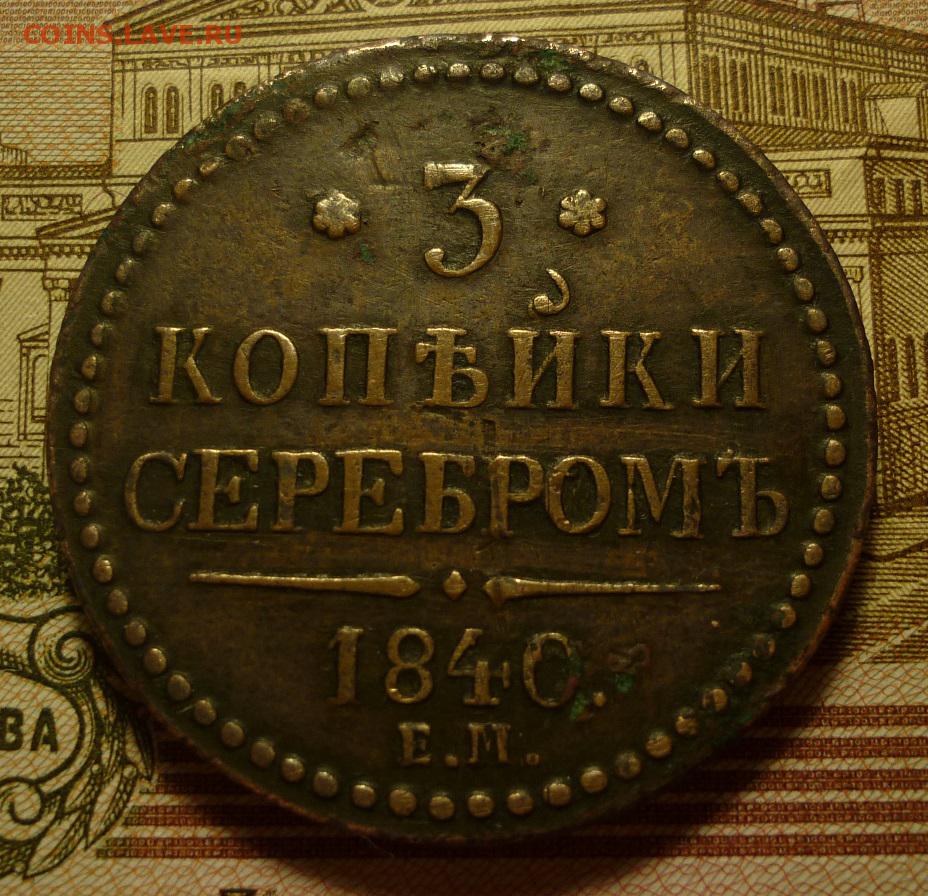 COINS.LAVE.RU
3
КОПѢЙКИ
СЕРЕБРОМЪ
1840.
Е.М.
ВА